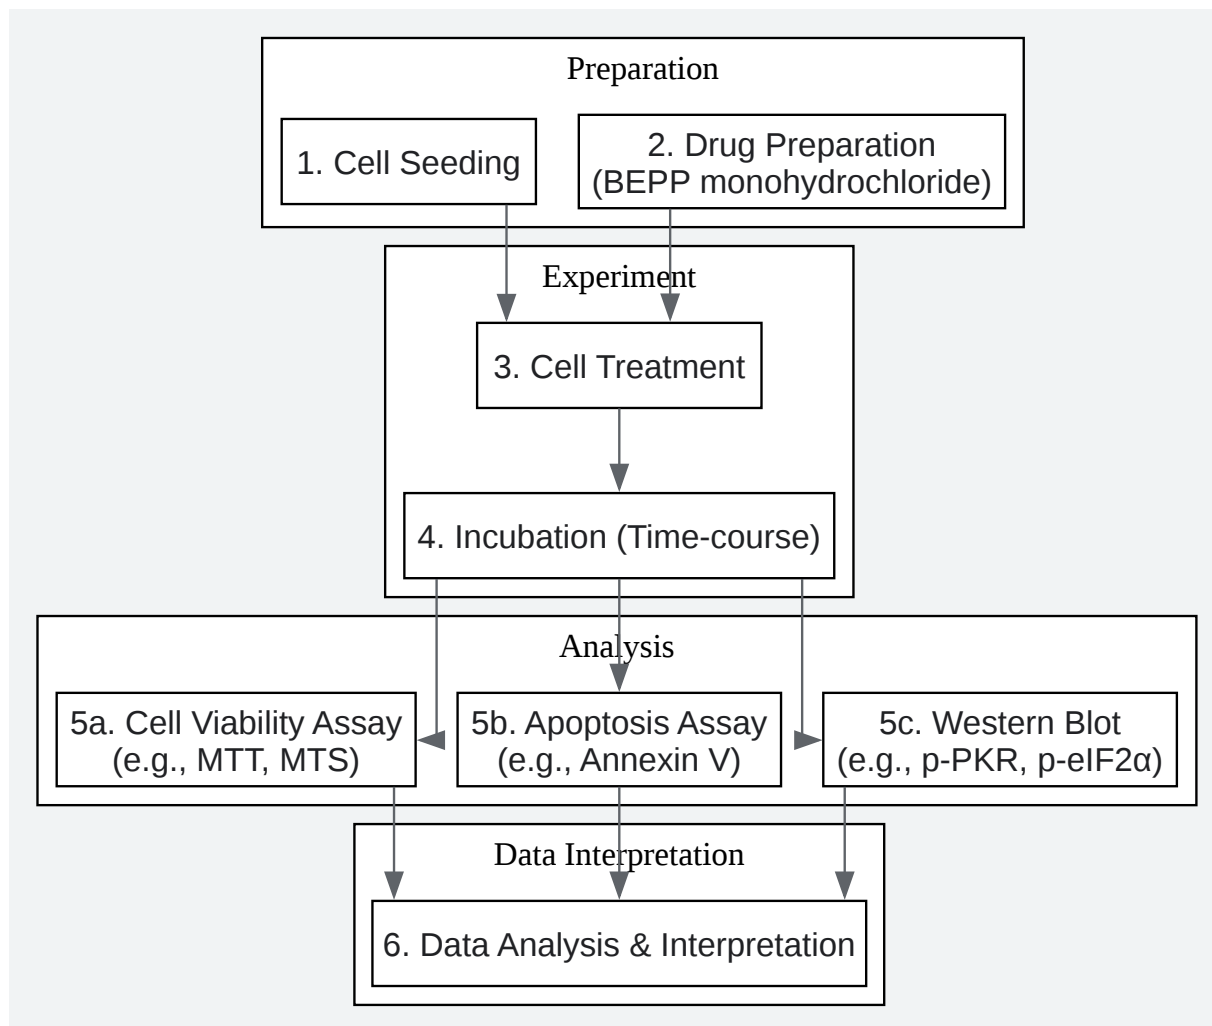 Preparation
1. Cell Seeding
2. Drug Preparation
(BEPP monohydrochloride)
Experiment
3. Cell Treatment
4. Incubation (Time-course)
Analysis
5a. Cell Viability Assay
(e.g., MTT, MTS)
5b. Apoptosis Assay
(e.g., Annexin V)
5c. Western Blot
(e.g., p-PKR, p-eIF2α)
Data Interpretation
6. Data Analysis & Interpretation